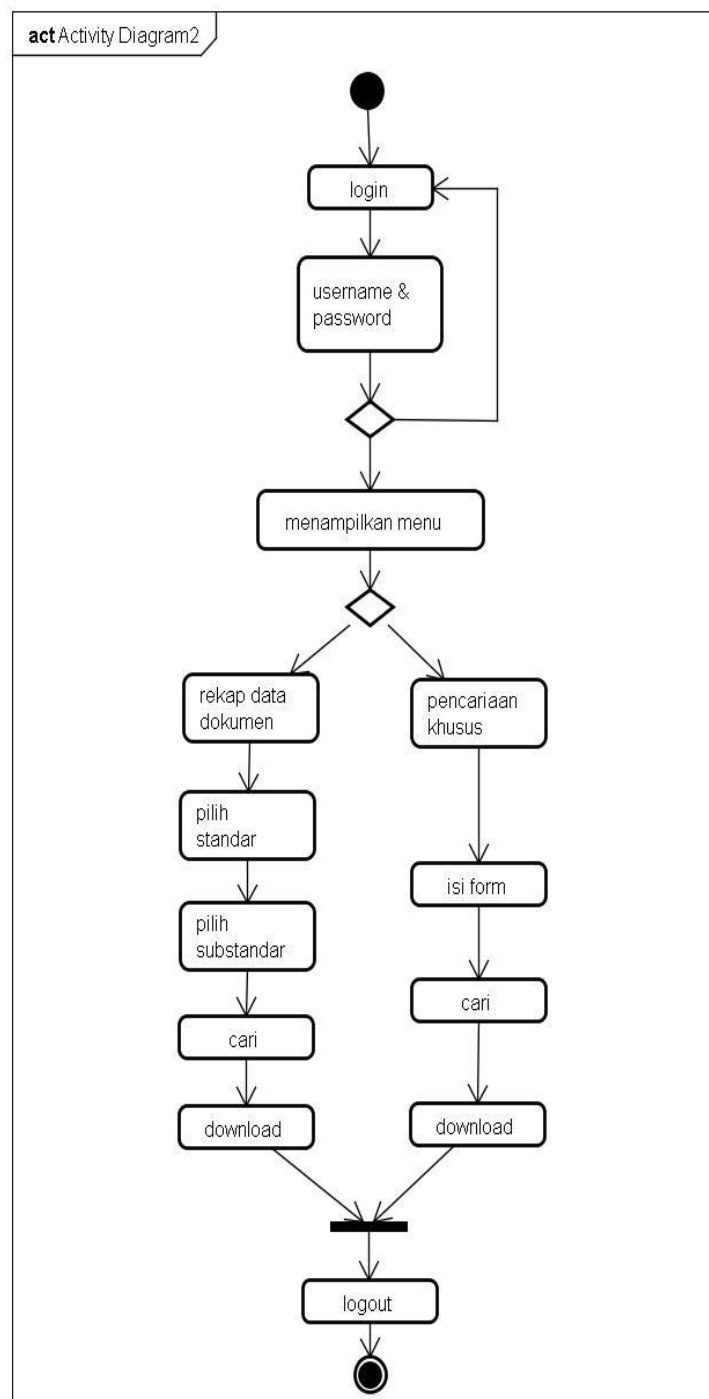 act Activity Diagram2
login
username &
password
menampilkan menu
rekap data
dokumen
pilih
standar
pilih
substandar
cari
download
pencariaan
khusus
isi form
cari
download
logout